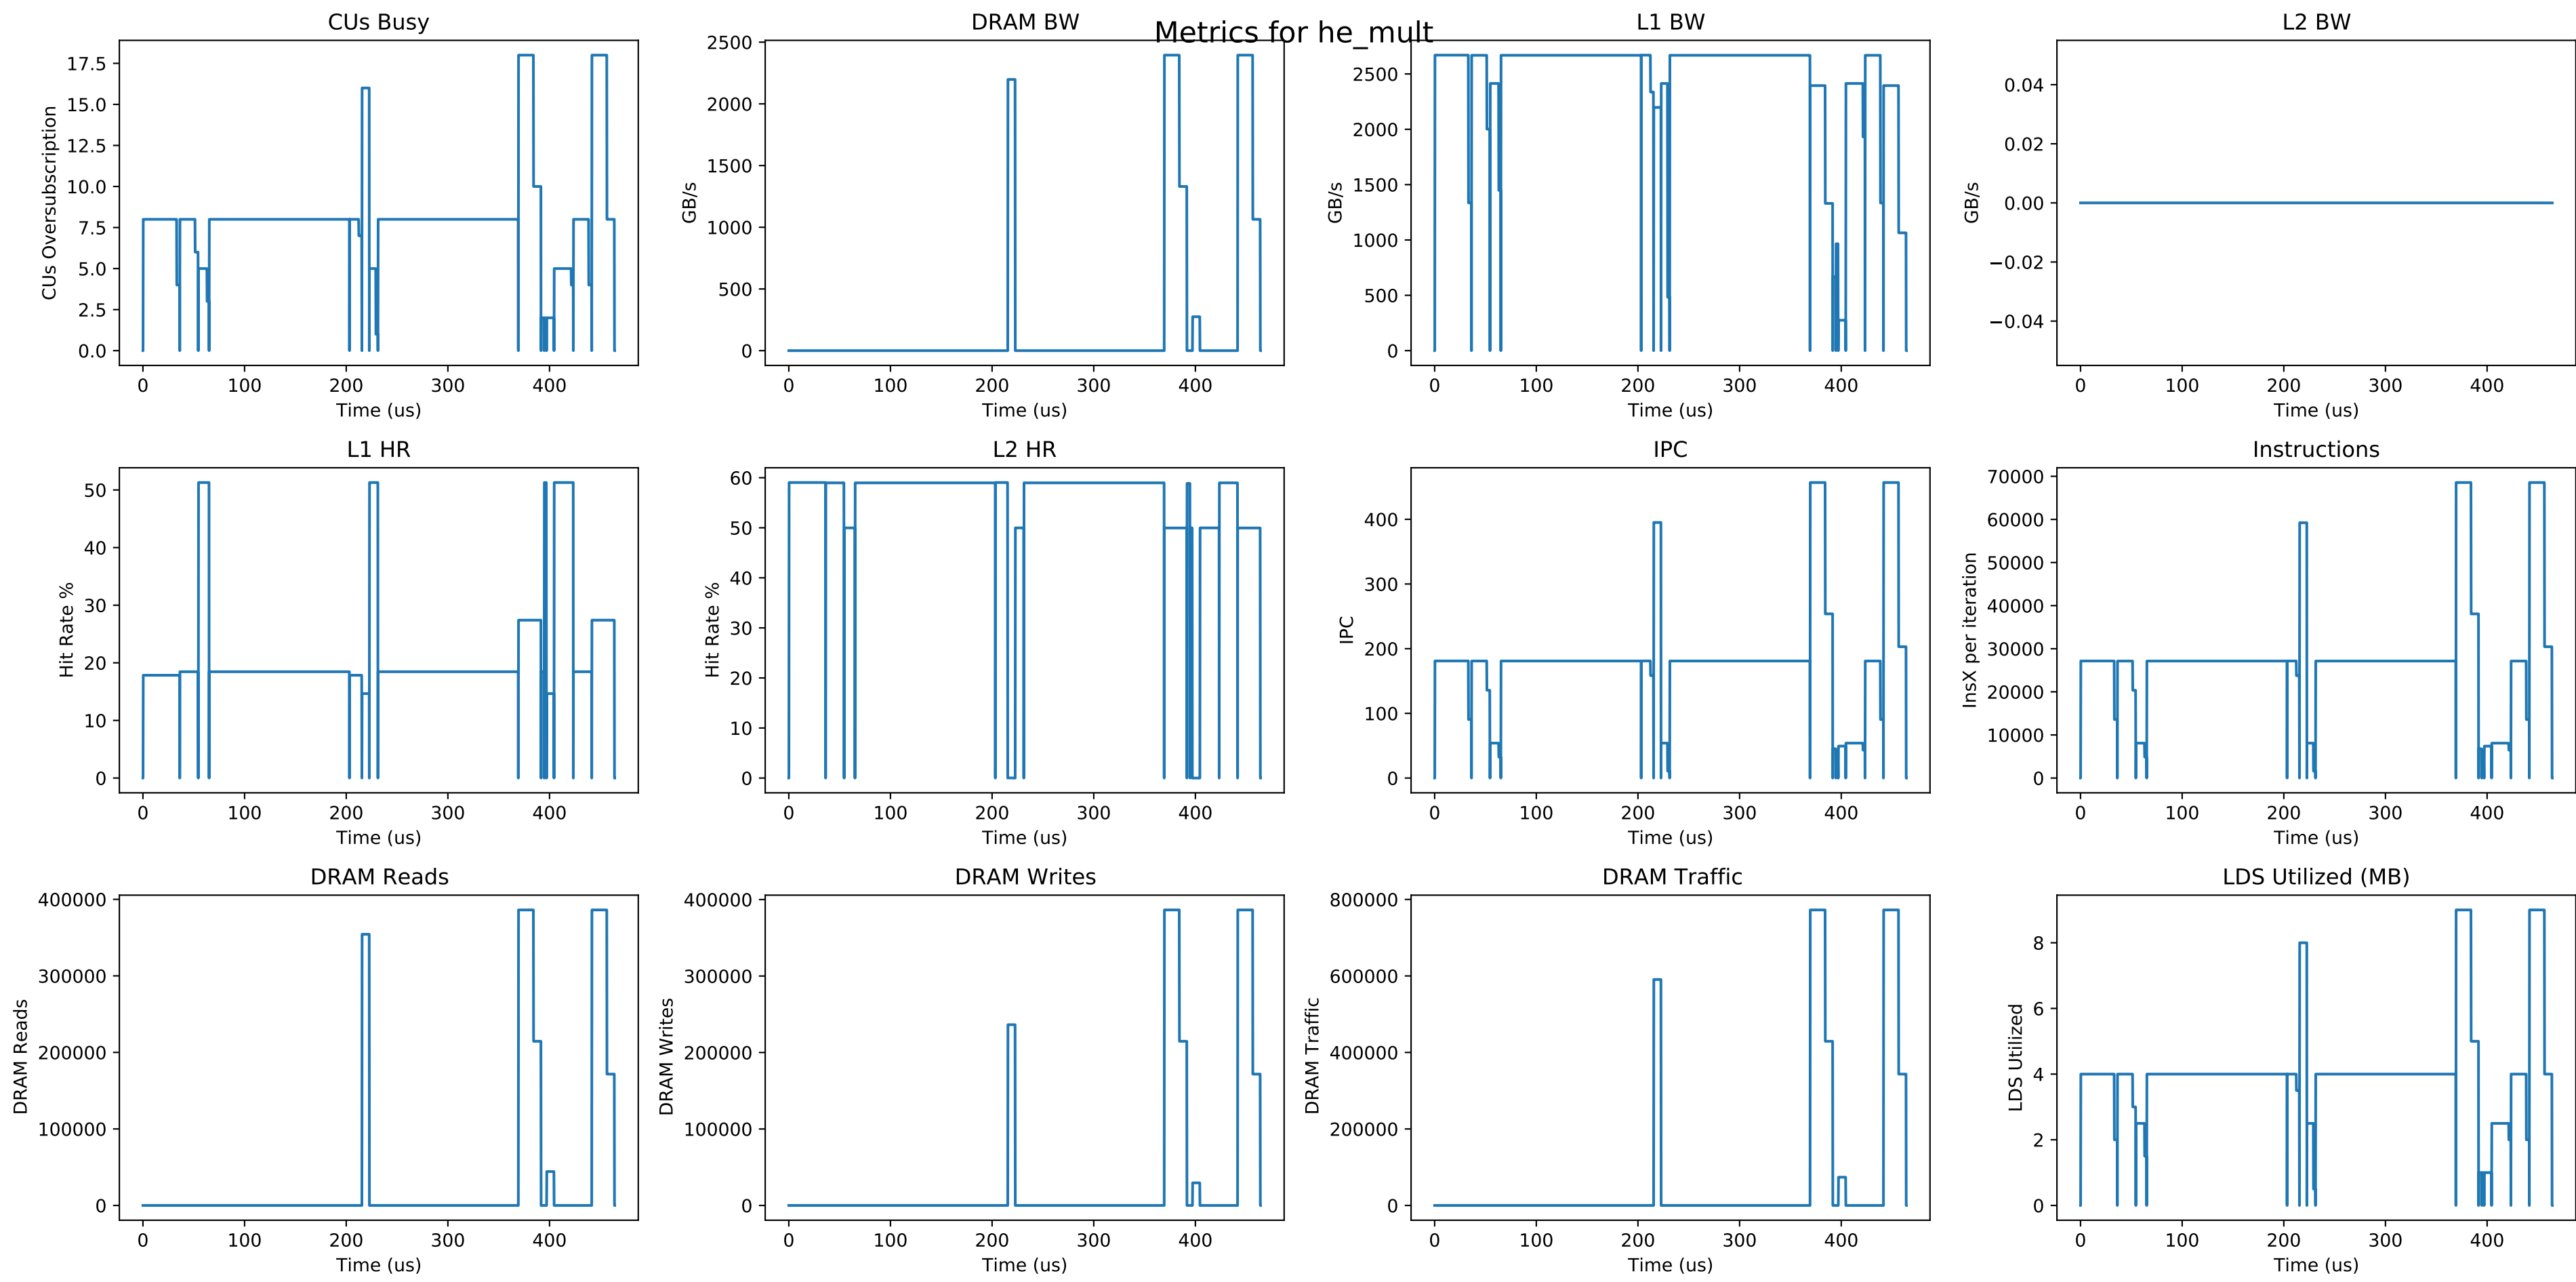 Metrics for he_mult
CUs Busy
CUs Oversubscription
17.5
15.0
12.5
10.0
7.5
5.0
2.5
0.0
0 100 200 300 400
Time (us)
DRAM BW
GB/s
2500
2000
1500
1000
500
0
0 100 200 300 400
Time (us)
L1 BW
GB/s
2500
2000
1500
1000
500
0
0 100 200 300 400
Time (us)
L2 BW
GB/s
0.04
0.02
0.00
−0.02
−0.04
0 100 200 300 400
Time (us)
L1 HR
Hit Rate %
50
40
30
20
10
0
0 100 200 300 400
Time (us)
L2 HR
Hit Rate %
60
50
40
30
20
10
0
0 100 200 300 400
Time (us)
IPC
IPC
400
300
200
100
0
0 100 200 300 400
Time (us)
Instructions
InsX per iteration
70000
60000
50000
40000
30000
20000
10000
0
0 100 200 300 400
Time (us)
DRAM Reads
DRAM Reads
400000
300000
200000
100000
0
0 100 200 300 400
Time (us)
DRAM Writes
DRAM Writes
400000
300000
200000
100000
0
0 100 200 300 400
Time (us)
DRAM Traffic
DRAM Traffic
800000
600000
400000
200000
0
0 100 200 300 400
Time (us)
LDS Utilized (MB)
LDS Utilized
8
6
4
2
0
0 100 200 300 400
Time (us)